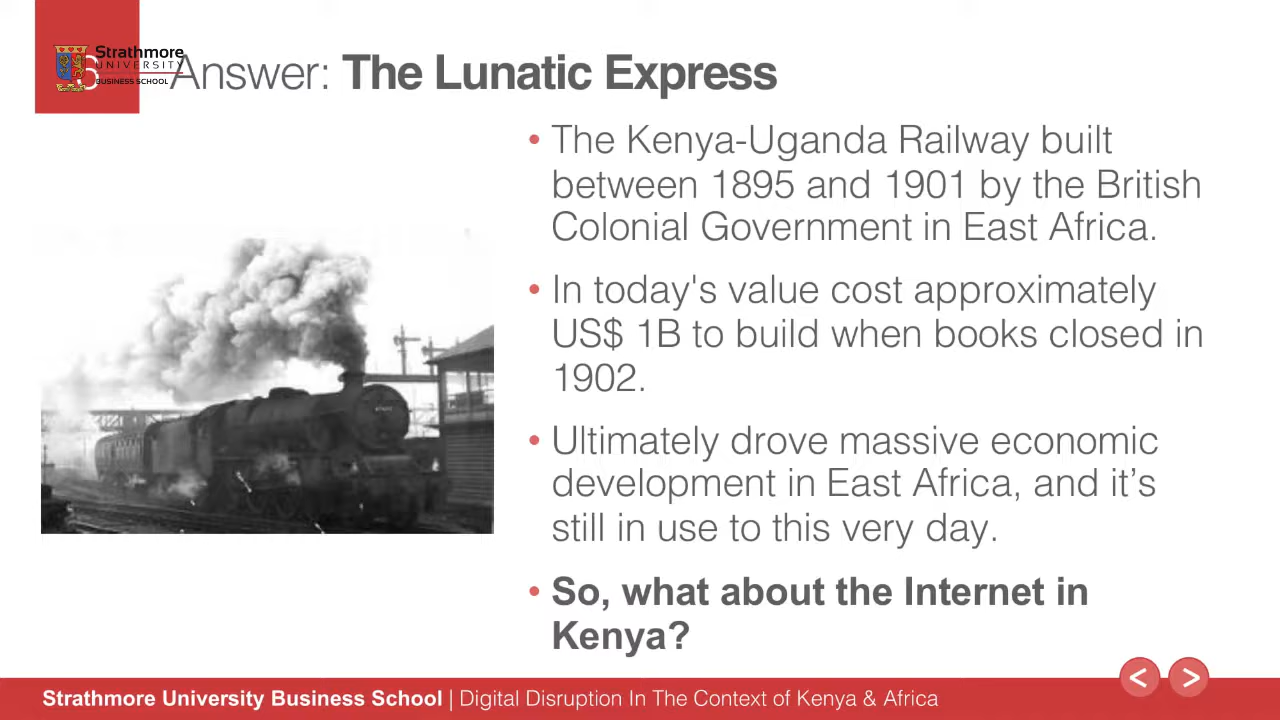 Strathmore
UNIVERSITY
BUSINESS SCHOOL
6
Answer: The Lunatic Express
• The Kenya-Uganda Railway built
between 1895 and 1901 by the British
Colonial Government in East Africa.
• In today's value cost approximately
US$ 1B to build when books closed in
1902.
• Ultimately drove massive economic
development in East Africa, and it’s
still in use to this very day.
• So, what about the Internet in
Kenya?
Strathmore University Business School | Digital Disruption In The Context of Kenya & Africa